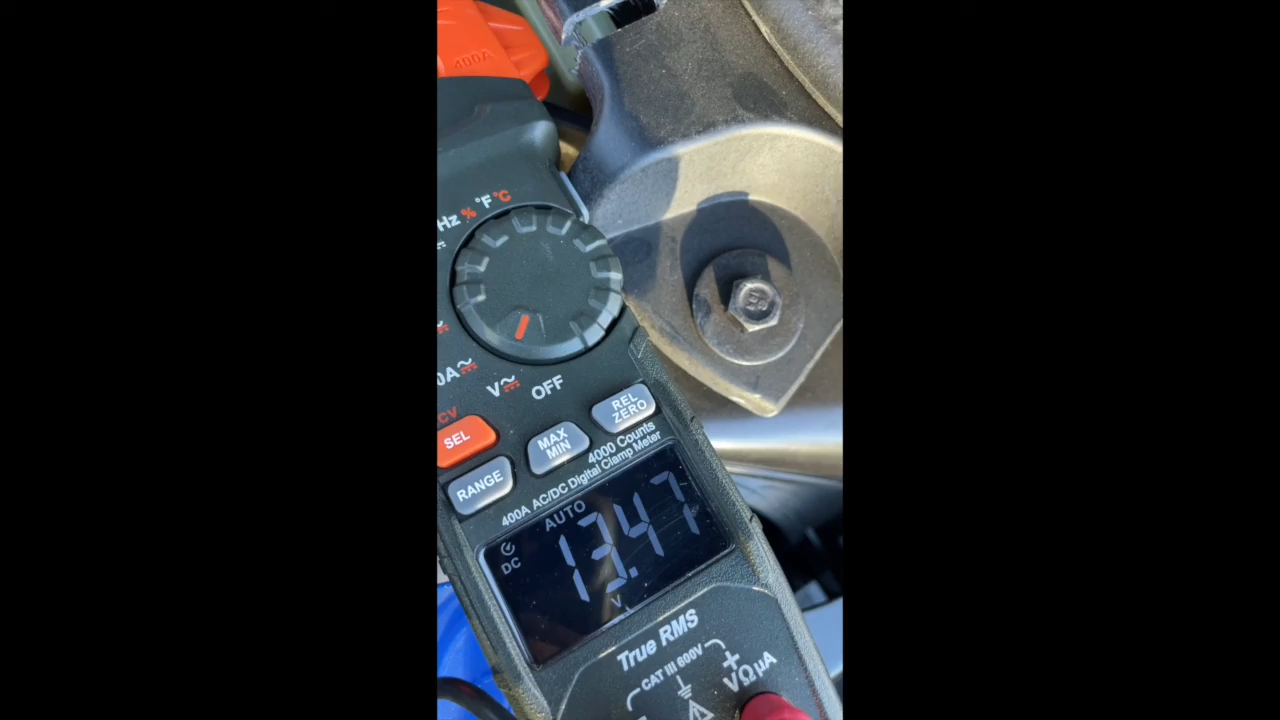 400A
Hz % °F °C
V
OFF
SEL
MAX
MIN
REL
ZERO
RANGE
4000 Counts
400A AC/DC Digital Clamp Meter
AUTO
DC
13.47
V
True RMS
CAT III 600V
+
VΩµA